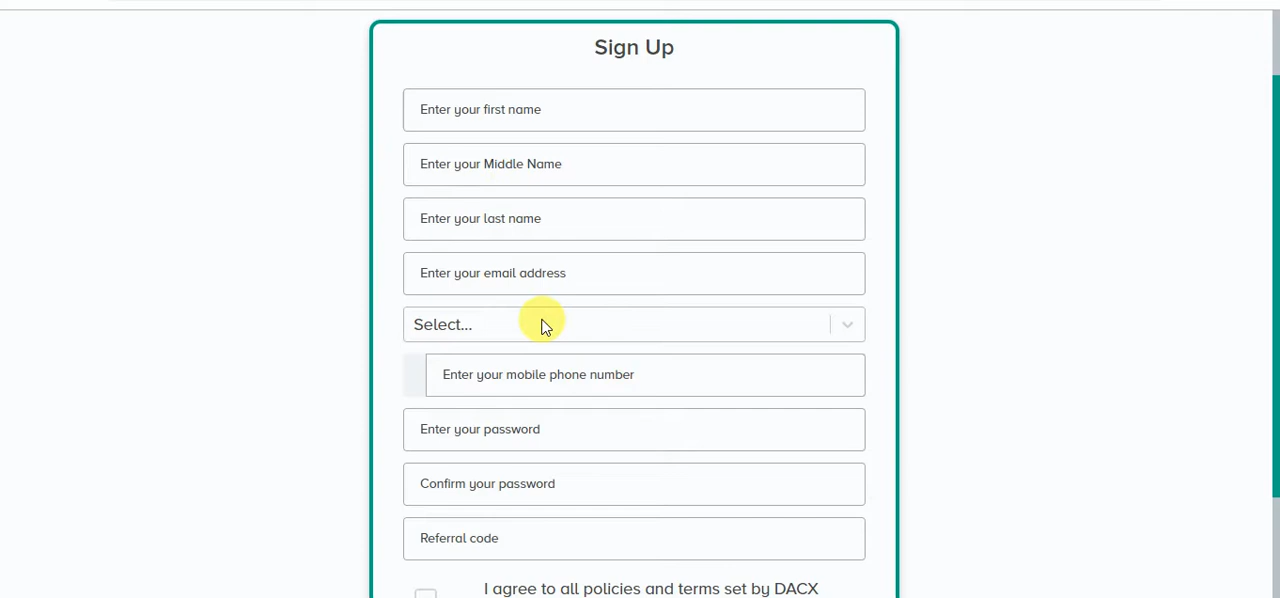 Sign Up
Enter your first name
Enter your Middle Name
Enter your last name
Enter your email address
Select...
Enter your mobile phone number
Enter your password
Confirm your password
Referral code
I agree to all policies and terms set by DACX